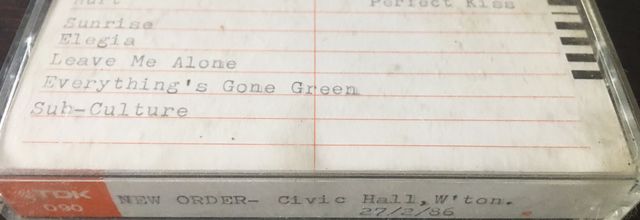 Hurt Perfect Kiss
Sunrise
Elegia
Leave Me Alone
Everything's Gone Green
Sub-Culture
TDK
D90
NEW ORDER- Civic Hall,W'ton.
27/2/86